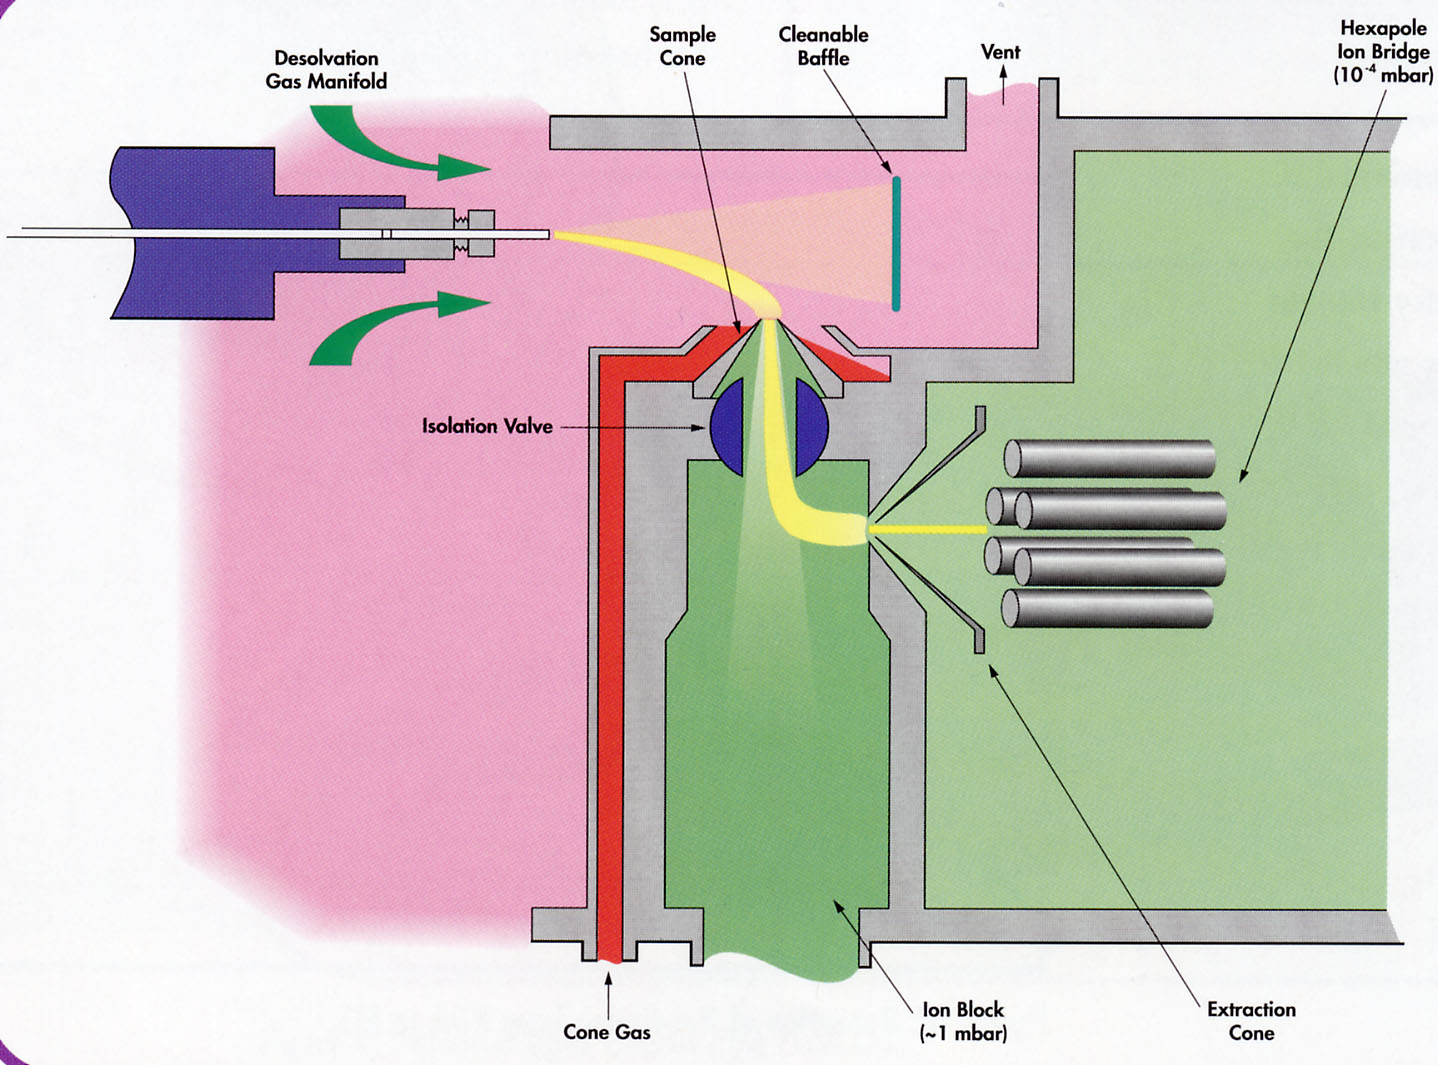 Desolvation
Gas Manifold
Sample
Cone
Cleanable
Baffle
Vent
Hexapole
Ion Bridge
(10⁻⁴ mbar)
Isolation Valve
Cone Gas
Ion Block
(~1 mbar)
Extraction
Cone